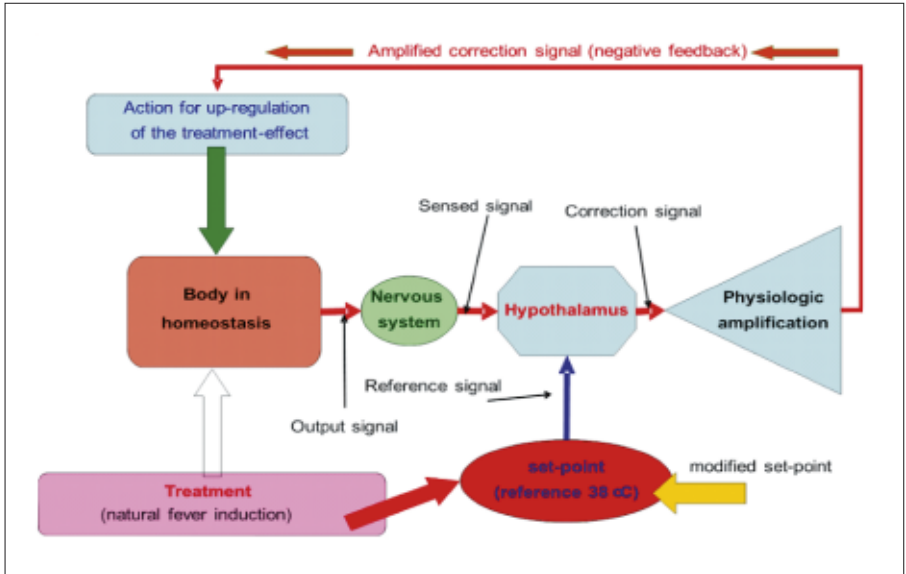 Amplified correction signal (negative feedback)
Action for up-regulation
of the treatment-effect
Sensed signal
Correction signal
Body in
homeostasis
Nervous
system
Hypothalamus
Physiologic
amplification
Reference signal
Output signal
set-point
(reference 38 oC)
modified set-point
Treatment
(natural fever induction)